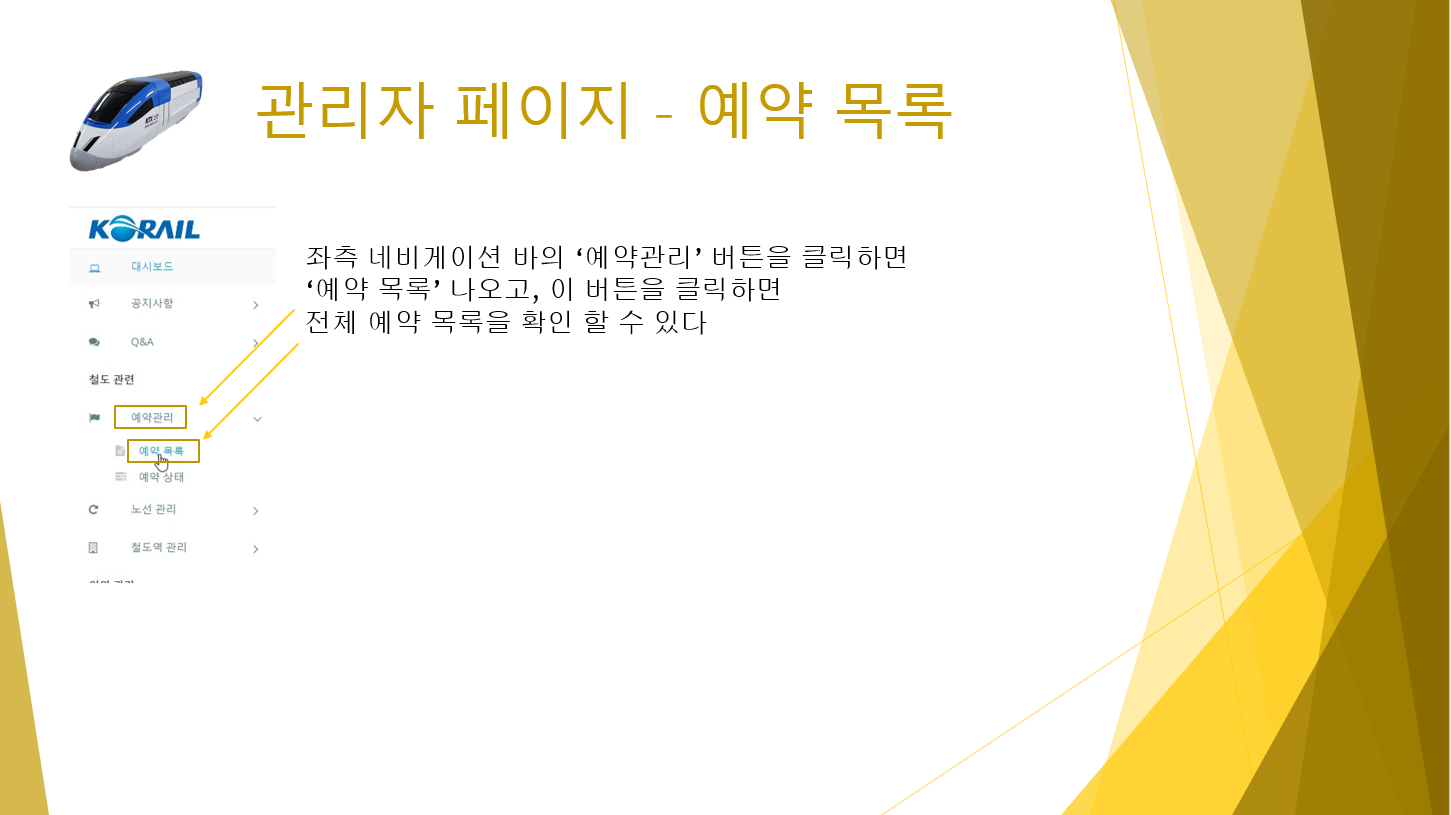 관리자 페이지 - 예약 목록
KORAIL
대시보드
공지사항
Q&A
철도 관련
예약관리
예약 목록
예약 상태
노선 관리
철도역 관리
좌측 네비게이션 바의 ‘예약관리’ 버튼을 클릭하면
‘예약 목록’ 나오고, 이 버튼을 클릭하면
전체 예약 목록을 확인 할 수 있다